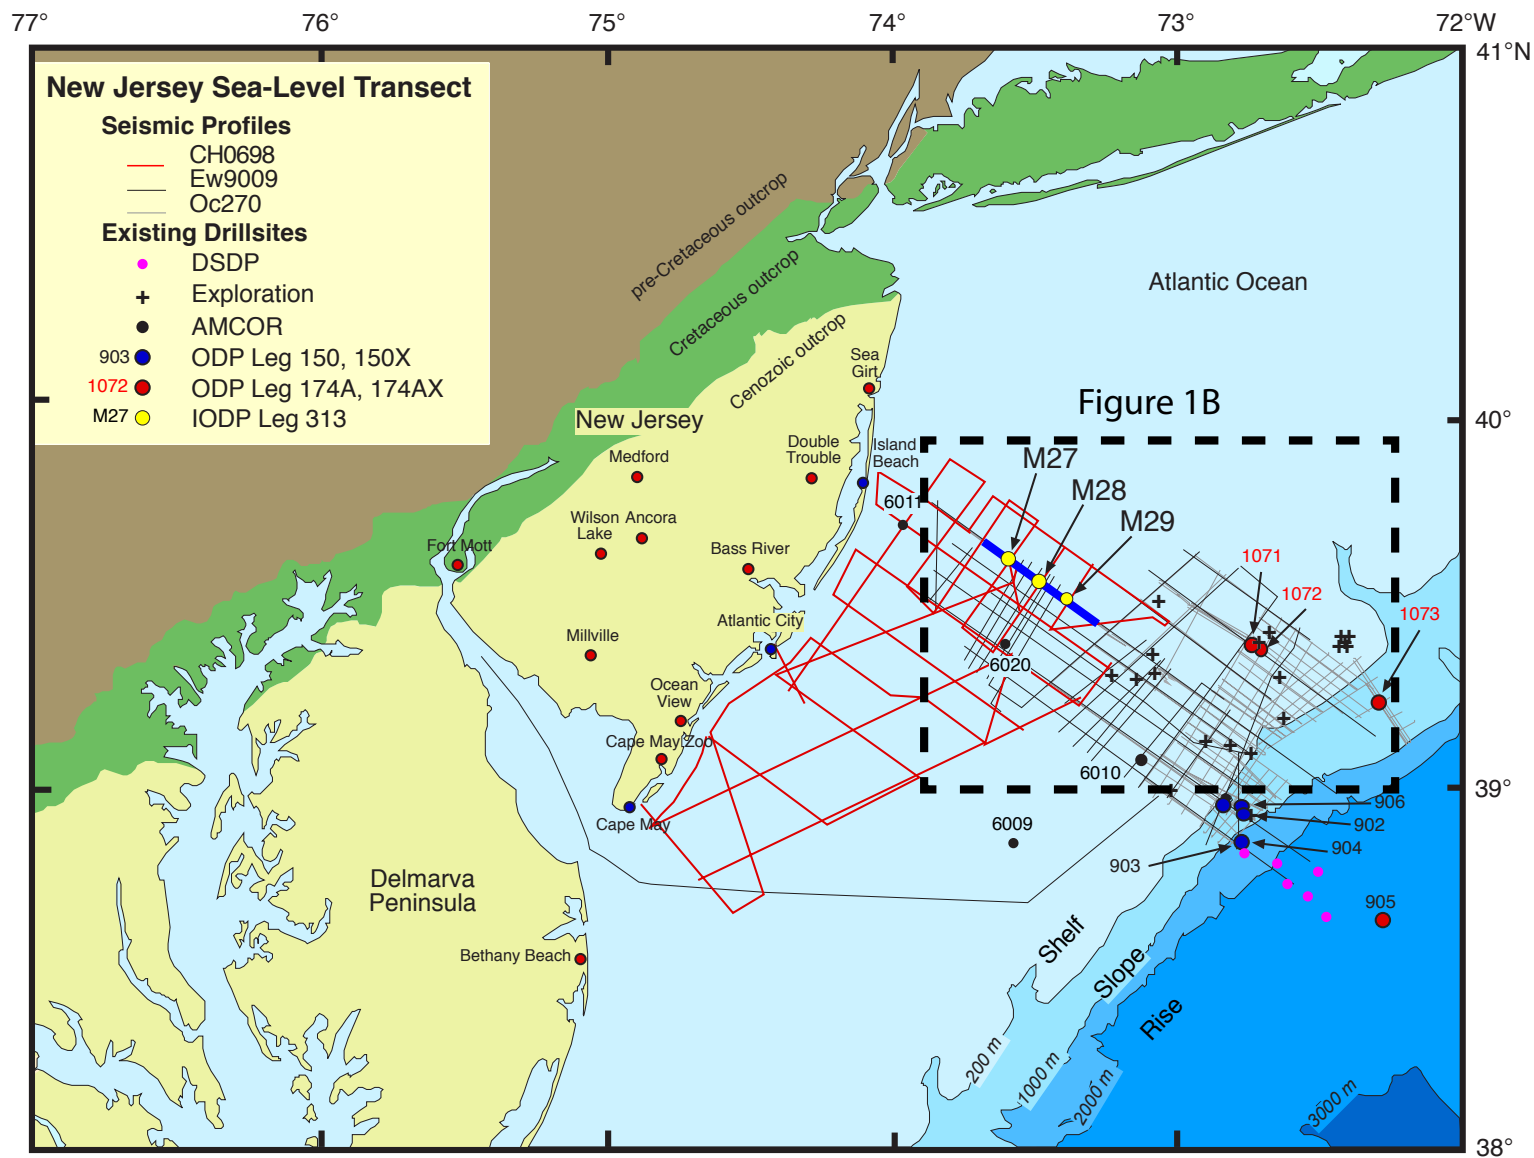 77°
76°
75°
74°
73°
72°W
41°N
New Jersey Sea-Level Transect
Seismic Profiles
CH0698
Ew9009
Oc270
Existing Drillsites
DSDP
Exploration
AMCOR
903 ODP Leg 150, 150X
1072 ODP Leg 174A, 174AX
M27 IODP Leg 313
pre-Cretaceous outcrop
Cretaceous outcrop
Cenozoic outcrop
Atlantic Ocean
Sea
Girt
New Jersey
Figure 1B
40°
Medford
Double
Trouble
Island
Beach
M27
M28
M29
6011
Wilson
Lake
Ancora
Fort Mott
Bass River
1071
1072
1073
Atlantic City
Millville
6020
Ocean
View
Cape May Zoo
6010
39°
Cape May
6009
906
902
904
903
905
Delmarva
Peninsula
Bethany Beach
Shelf
Slope
Rise
200 m
1000 m
2000 m
3000 m
38°